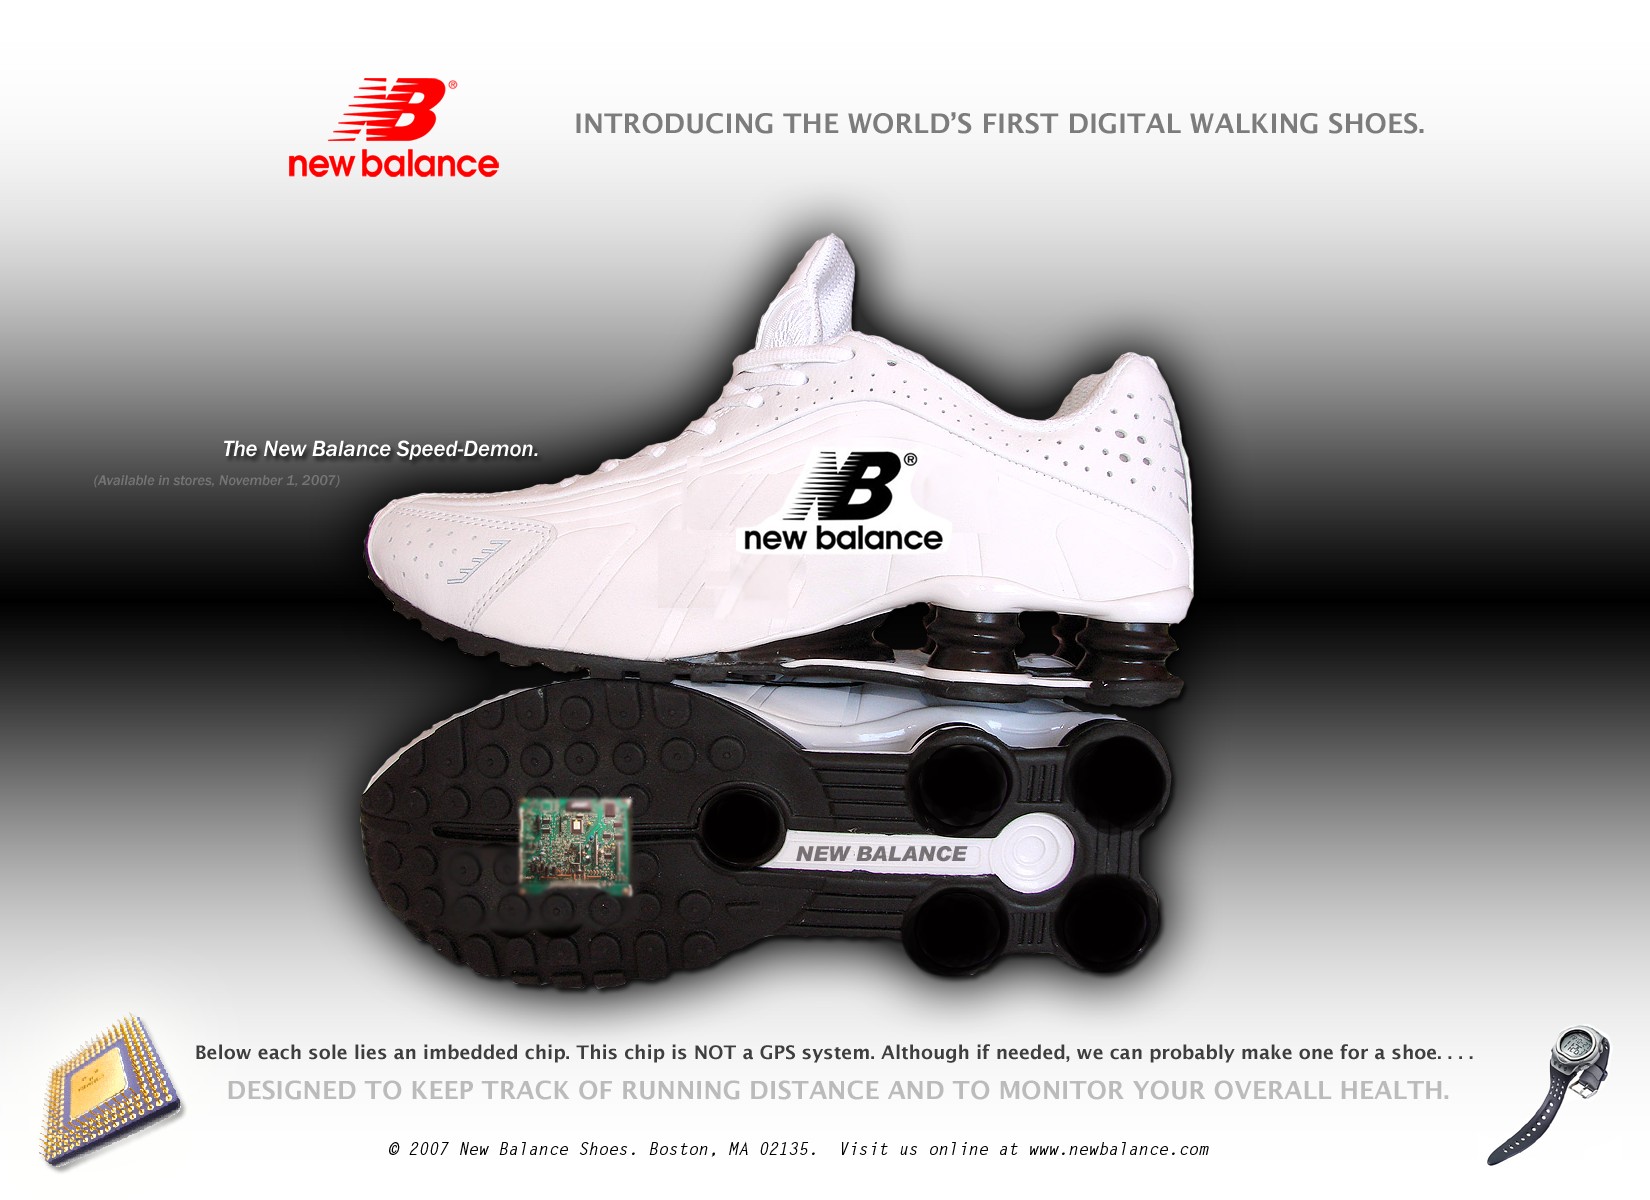 NB®
new balance
INTRODUCING THE WORLD'S FIRST DIGITAL WALKING SHOES.
The New Balance Speed-Demon.
(Available in stores, November 1, 2007)
NB®
new balance
NEW BALANCE
Below each sole lies an imbedded chip. This chip is NOT a GPS system. Although if needed, we can probably make one for a shoe. . . .
DESIGNED TO KEEP TRACK OF RUNNING DISTANCE AND TO MONITOR YOUR OVERALL HEALTH.
© 2007 New Balance Shoes. Boston, MA 02135. Visit us online at www.newbalance.com